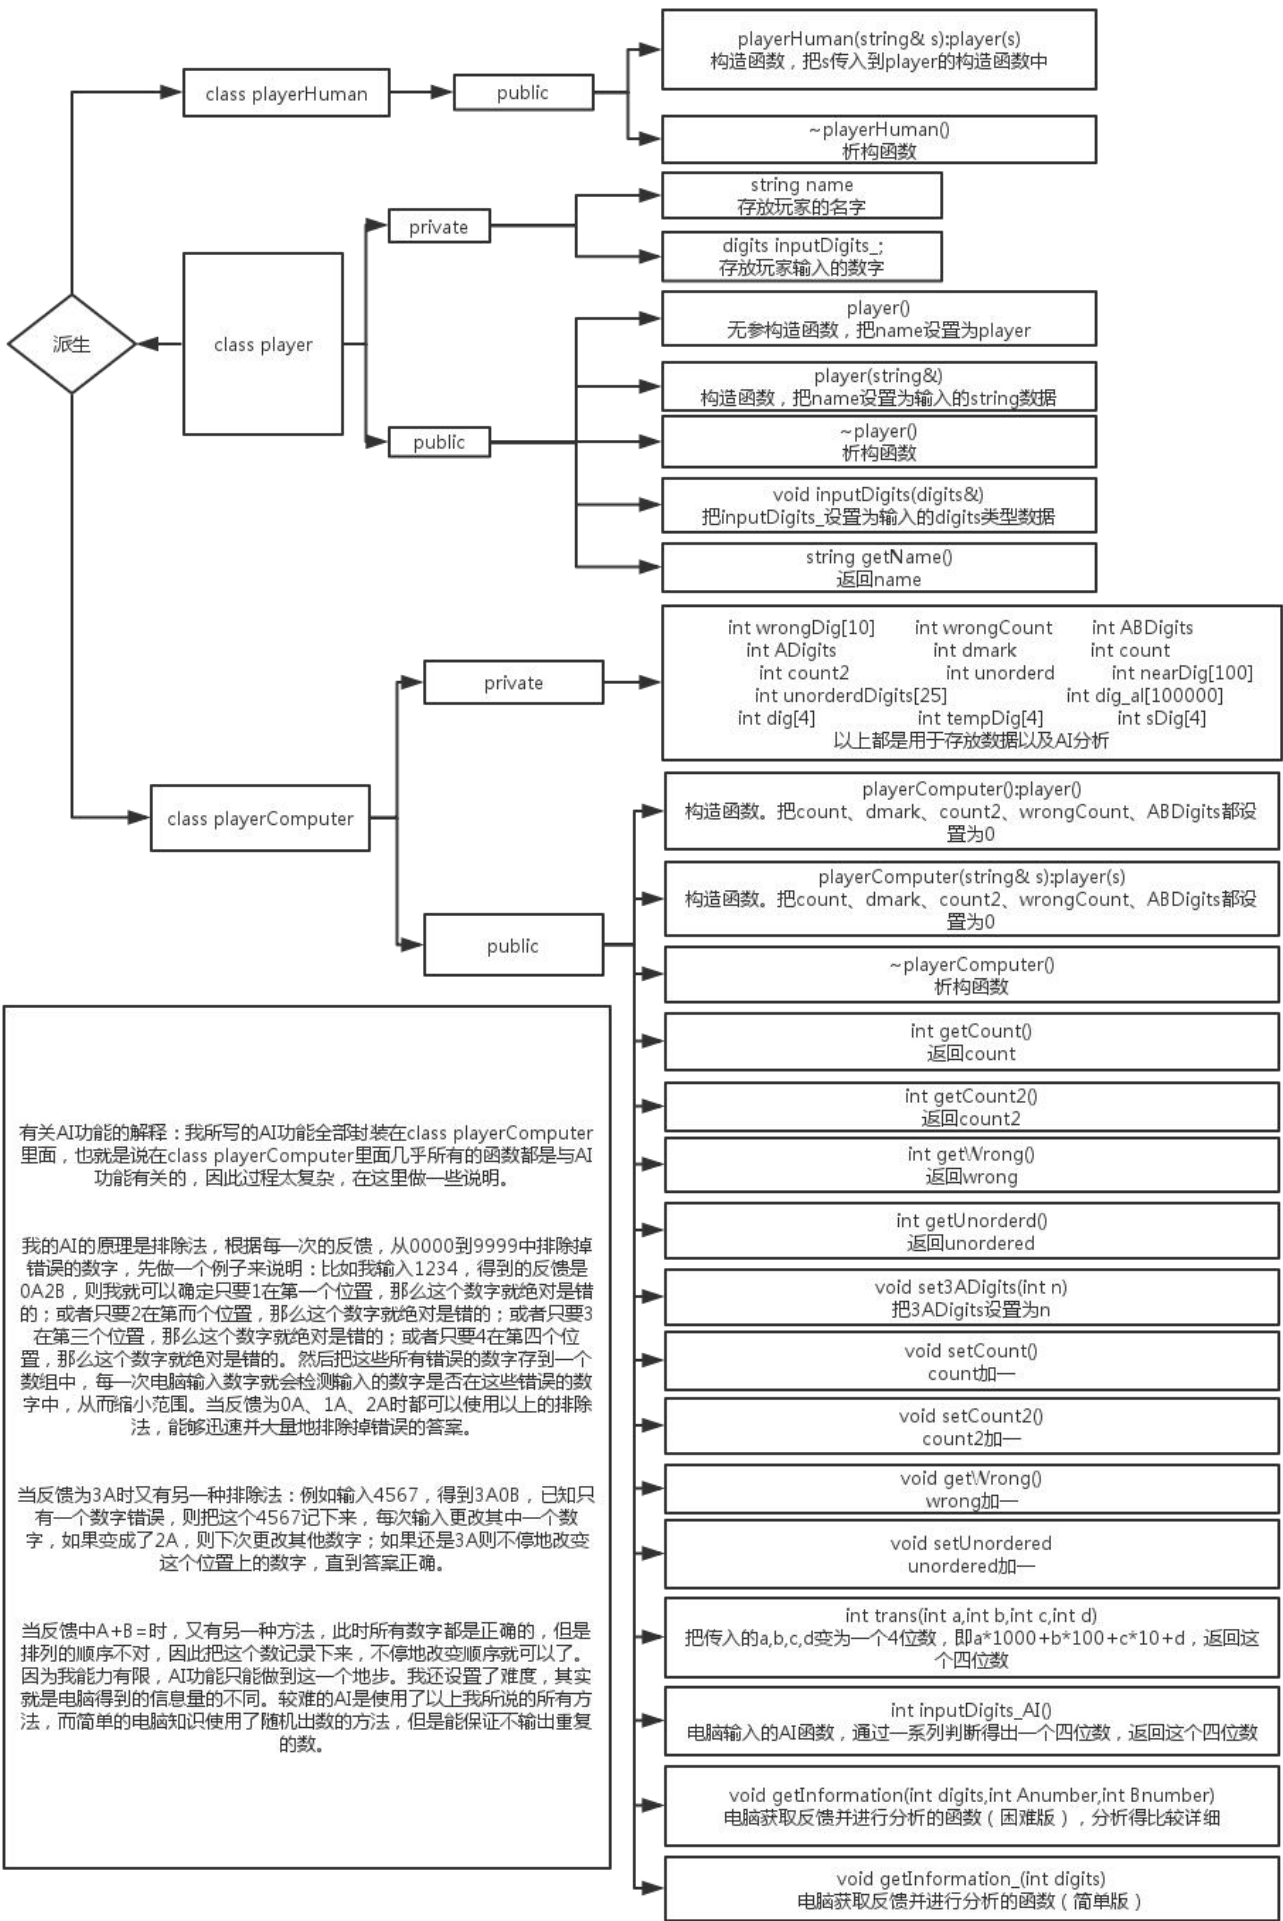 playerHuman(string& s):player(s)
构造函数，把s传入到player的构造函数中
class playerHuman
public
~playerHuman()
析构函数
string name
存放玩家的名字
private
digits inputDigits_;
存放玩家输入的数字
player()
无参构造函数，把name设置为player
派生
class player
player(string&)
构造函数，把name设置为输入的string数据
public
~player()
析构函数
void inputDigits(digits&)
把inputDigits_设置为输入的digits类型数据
string getName()
返回name
int wrongDig[10] int wrongCount int ABDigits
int ADigits int dmark int count
int count2 int unorderd int nearDig[100]
int unorderdDigits[25] int dig_al[100000]
int dig[4] int tempDig[4] int sDig[4]
以上都是用于存放数据以及AI分析
private
playerComputer():player()
构造函数。把count、dmark、count2、wrongCount、ABDigits都设
置为0
class playerComputer
playerComputer(string& s):player(s)
构造函数。把count、dmark、count2、wrongCount、ABDigits都设
置为0
public
~playerComputer()
析构函数
int getCount()
返回count
int getCount2()
返回count2
int getWrong()
返回wrong
int getUnorderd()
返回unordered
void set3ADigits(int n)
把3ADigits设置为n
void setCount()
count加一
void setCount2()
count2加一
void getWrong()
wrong加一
void setUnordered
unordered加一
int trans(int a,int b,int c,int d)
把传入的a,b,c,d变为一个4位数，即a*1000+b*100+c*10+d，返回这
个四位数
int inputDigits_AI()
电脑输入的AI函数，通过一系列判断得出一个四位数，返回这个四位数
void getInformation(int digits,int Anumber,int Bnumber)
电脑获取反馈并进行分析的函数（困难版），分析得比较详细
void getInformation_(int digits)
电脑获取反馈并进行分析的函数（简单版）
有关AI功能的解释：我所写的AI功能全部封装在class playerComputer
里面，也就是说在class playerComputer里面几乎所有的函数都是与AI
功能有关的，因此过程太复杂，在这里做一些说明。
我的AI的原理是排除法，根据每一次的反馈，从0000到9999中排除掉
错误的数字，先做一个例子来说明：比如我输入1234，得到的反馈是
0A2B，则我就可以确定只要1在第一个位置，那么这个数字就绝对是错
的；或者只要2在第而个位置，那么这个数字就绝对是错的；或者只要3
在第三个位置，那么这个数字就绝对是错的；或者只要4在第四个位
置，那么这个数字就绝对是错的。然后把这些所有错误的数字存到一个
数组中，每一次电脑输入数字就会检测输入的数字是否在这些错误的数
字中，从而缩小范围。当反馈为0A、1A、2A时都可以使用以上的排除
法，能够迅速并大量地排除掉错误的答案。
当反馈为3A时又有另一种排除法：例如输入4567，得到3A0B，已知只
有一个数字错误，则把这个4567记下来，每次输入更改其中一个数
字，如果变成了2A，则下次更改其他数字；如果还是3A则不停地改变
这个位置上的数字，直到答案正确。
当反馈中A+B=时，又有另一种方法，此时所有数字都是正确的，但是
排列的顺序不对，因此把这个数记录下来，不停地改变顺序就可以了。
因为我能力有限，AI功能只能做到这一个地步。我还设置了难度，其实
就是电脑得到的信息量的不同。较难的AI是使用了以上我所说的所有方
法，而简单的电脑知识使用了随机出数的方法，但是能保证不输出重复
的数。